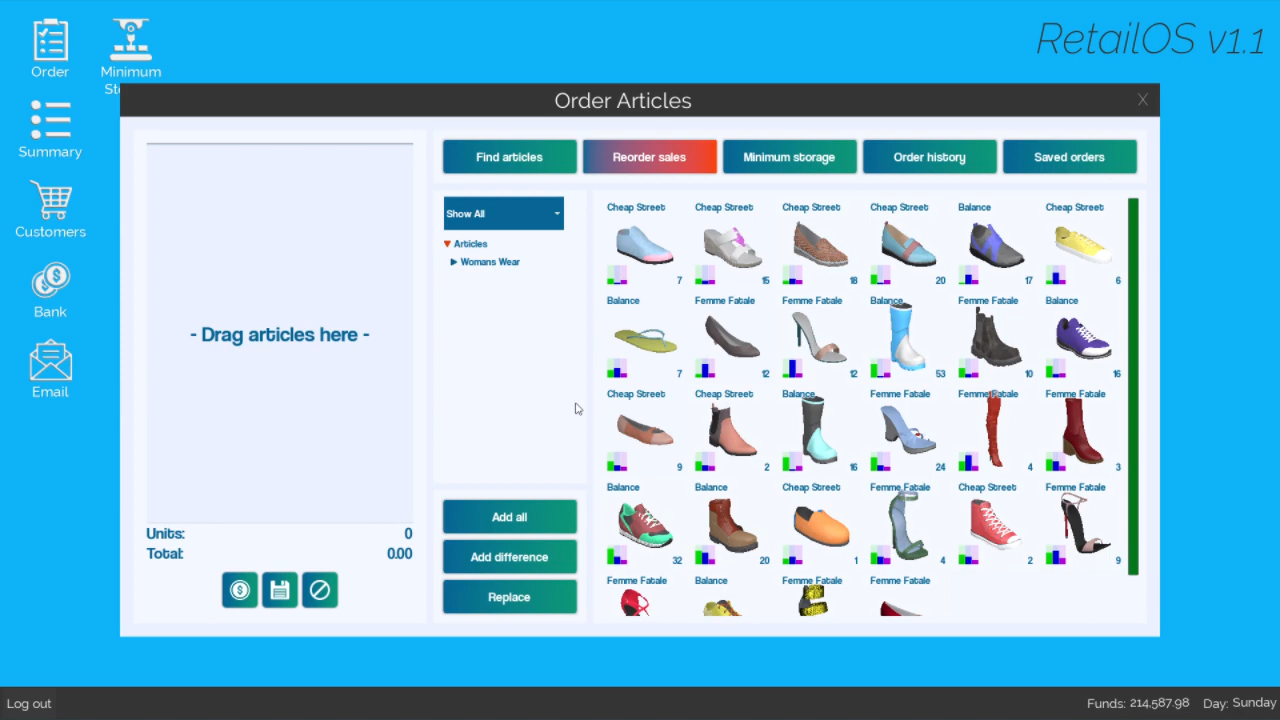 RetailOS v1.1
Order
Minimum
St
Summary
Customers
Bank
Email
Order Articles
X
Find articles
Reorder sales
Minimum storage
Order history
Saved orders
- Drag articles here -
Units: 0
Total: 0.00
Show All
Articles
Womans Wear
Add all
Add difference
Replace
Cheap Street Cheap Street Cheap Street Cheap Street Balance Cheap Street
7 15 18 20 17 6
Balance Femme Fatale Femme Fatale Balance Femme Fatale Balance
7 12 12 53 10 16
Cheap Street Cheap Street Balance Femme Fatale Femme Fatale Femme Fatale
9 2 16 24 4 3
Balance Balance Cheap Street Femme Fatale Cheap Street Femme Fatale
32 20 1 4 2 9
Femme Fatale Balance Femme Fatale Femme Fatale
Log out
Funds: 214,587.98 Day: Sunday